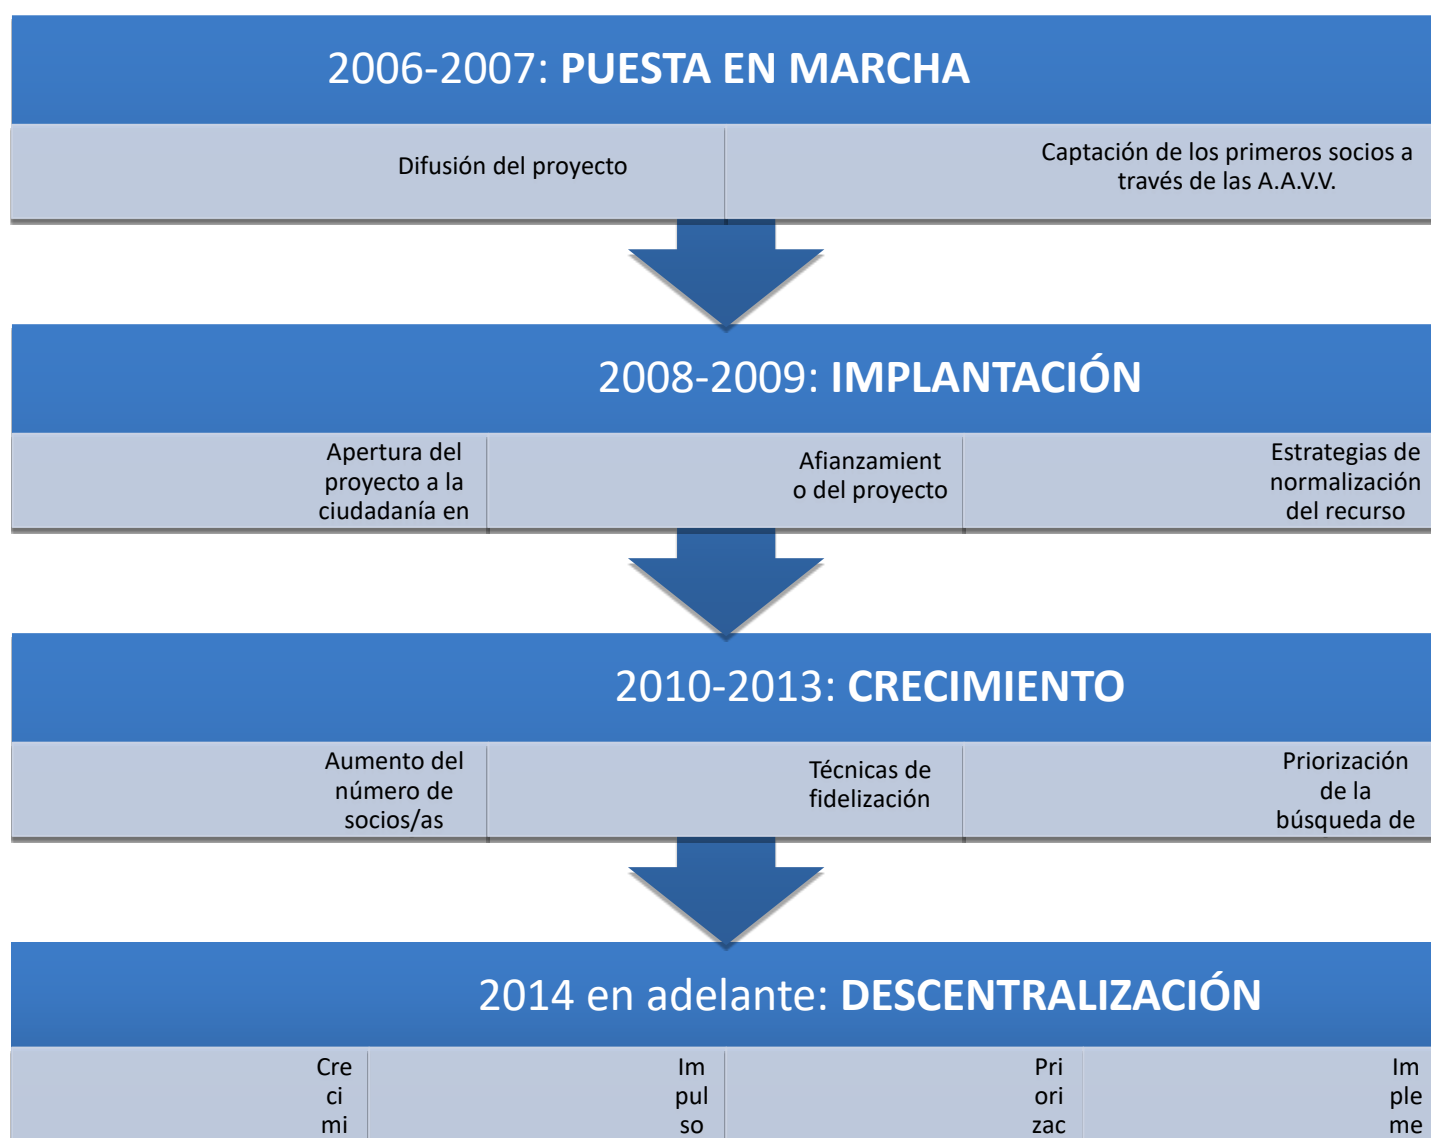 2006-2007: PUESTA EN MARCHA
Difusión del proyecto
Captación de los primeros socios a
través de las A.A.V.V.
2008-2009: IMPLANTACIÓN
Apertura del
proyecto a la
ciudadanía en
Afianzamient
o del proyecto
Estrategias de
normalización
del recurso
2010-2013: CRECIMIENTO
Aumento del
número de
socios/as
Técnicas de
fidelización
Priorización
de la
búsqueda de
2014 en adelante: DESCENTRALIZACIÓN
Cre
ci
mi
Im
pul
so
Pri
ori
zac
Im
ple
me